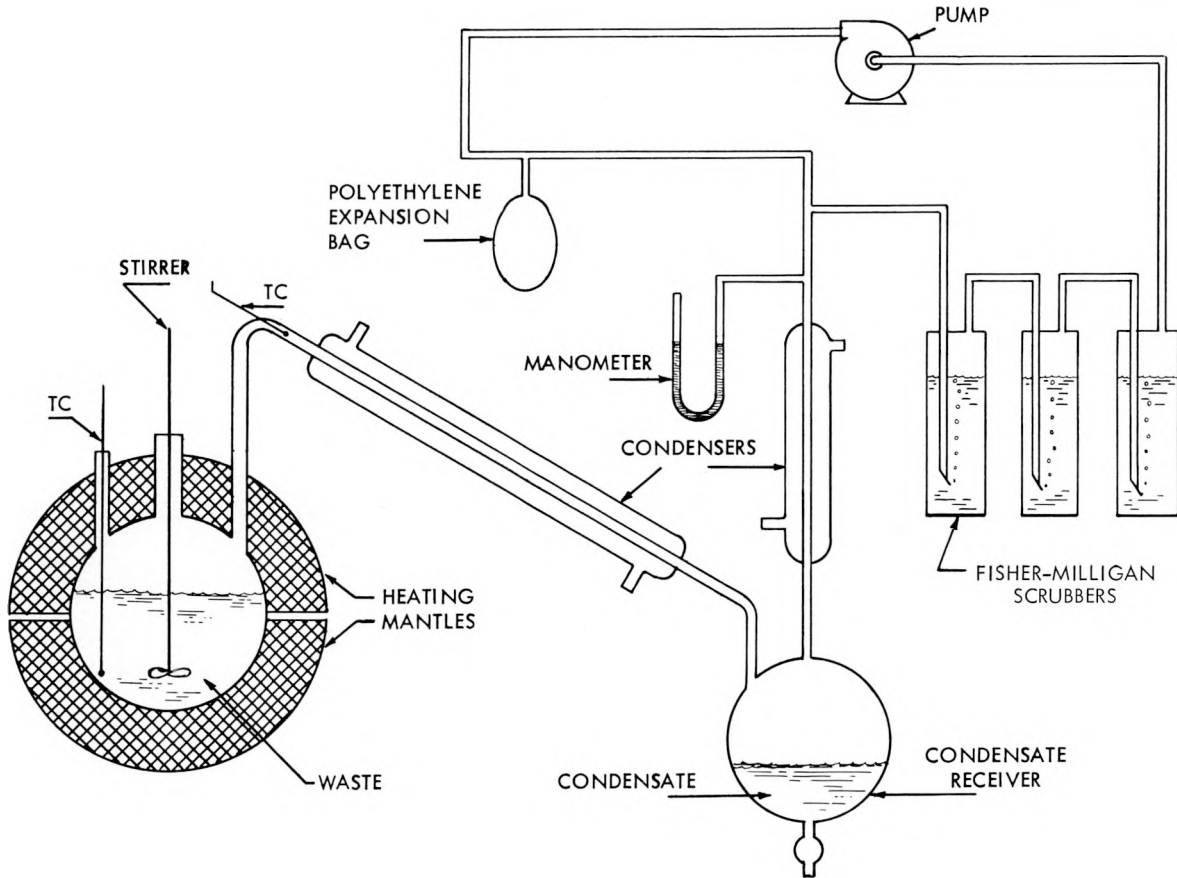 PUMP
POLYETHYLENE
EXPANSION
BAG
STIRRER
TC
MANOMETER
TC
CONDENSERS
FISHER-MILLIGAN
SCRUBBERS
HEATING
MANTLES
WASTE
CONDENSATE
CONDENSATE
RECEIVER